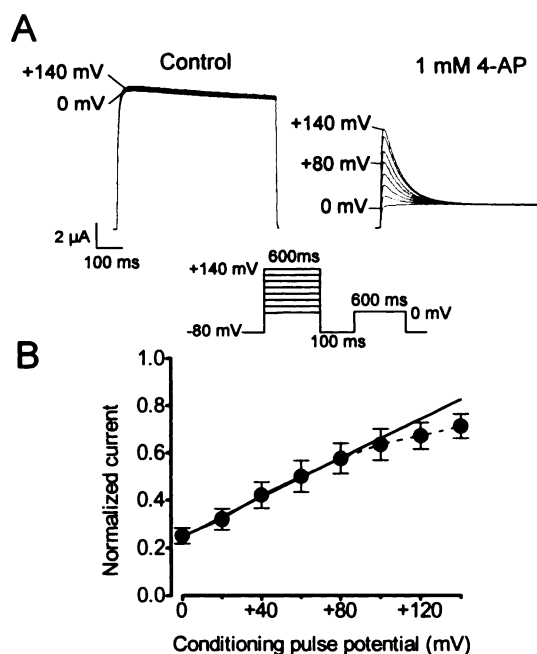 A
Control
1 mM 4-AP
+140 mV
0 mV
+140 mV
+80 mV
0 mV
2 µA
100 ms
600ms
+140 mV
600 ms
0 mV
-80 mV
100 ms
B
Normalized current
1.0
0.8
0.6
0.4
0.2
0.0
0 +40 +80 +120
Conditioning pulse potential (mV)